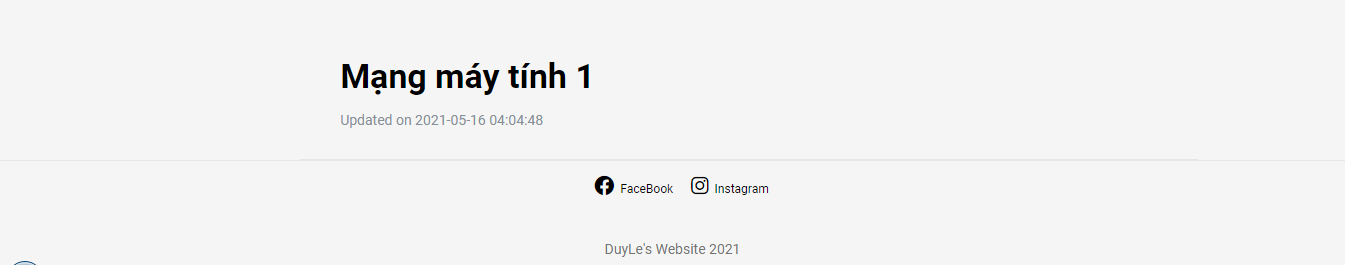 Mạng máy tính 1
Updated on 2021-05-16 04:04:48
FaceBook Instagram
DuyLe's Website 2021